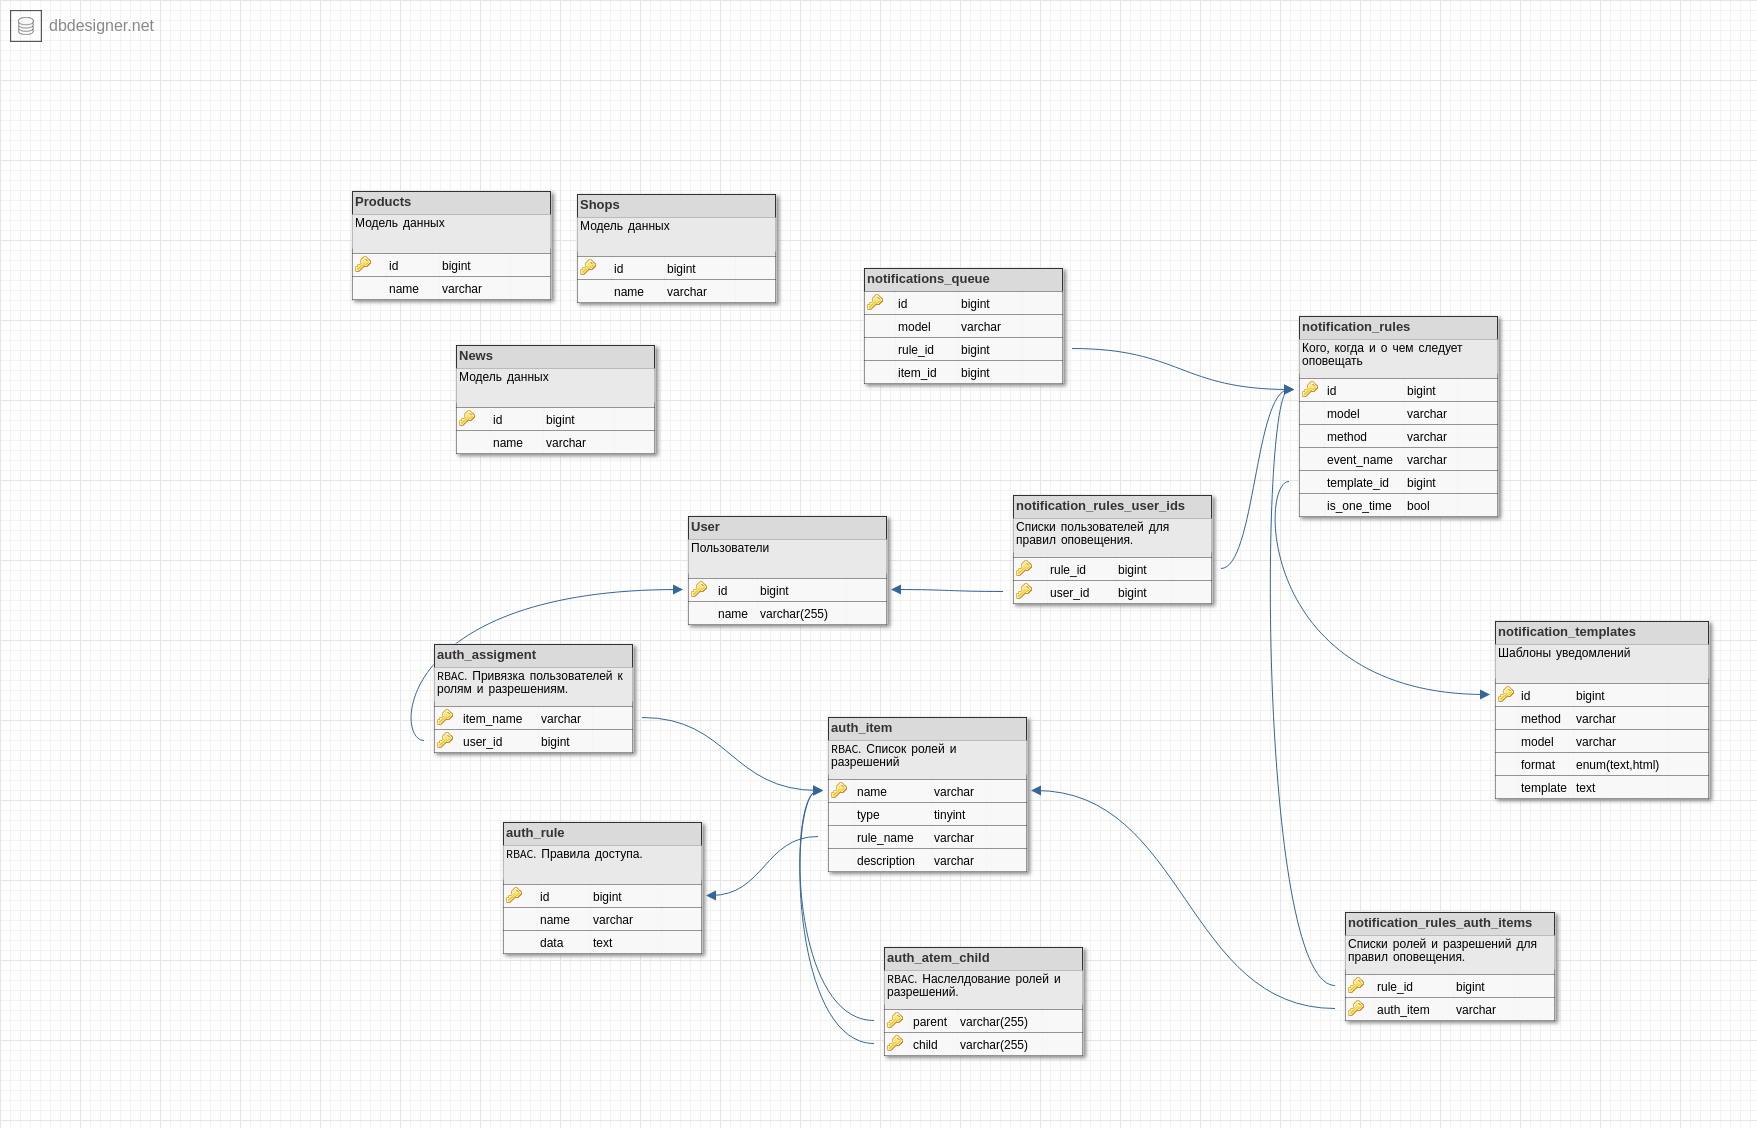 dbdesigner.net
Products
Модель данных
id bigint
name varchar
Shops
Модель данных
id bigint
name varchar
notifications_queue
id bigint
model varchar
rule_id bigint
item_id bigint
notification_rules
Кого, когда и о чем следует
оповещать
id bigint
model varchar
method varchar
event_name varchar
template_id bigint
is_one_time bool
News
Модель данных
id bigint
name varchar
notification_rules_user_ids
Списки пользователей для
правил оповещения.
rule_id bigint
user_id bigint
User
Пользователи
id bigint
name varchar(255)
notification_templates
Шаблоны уведомлений
id bigint
method varchar
model varchar
format enum(text,html)
template text
auth_assigment
RBAC. Привязка пользователей к
ролям и разрешениям.
item_name varchar
user_id bigint
auth_item
RBAC. Список ролей и
разрешений
name varchar
type tinyint
rule_name varchar
description varchar
auth_rule
RBAC. Правила доступа.
id bigint
name varchar
data text
notification_rules_auth_items
Списки ролей и разрешений для
правил оповещения.
rule_id bigint
auth_item varchar
auth_atem_child
RBAC. Наслелдование ролей и
разрешений.
parent varchar(255)
child varchar(255)